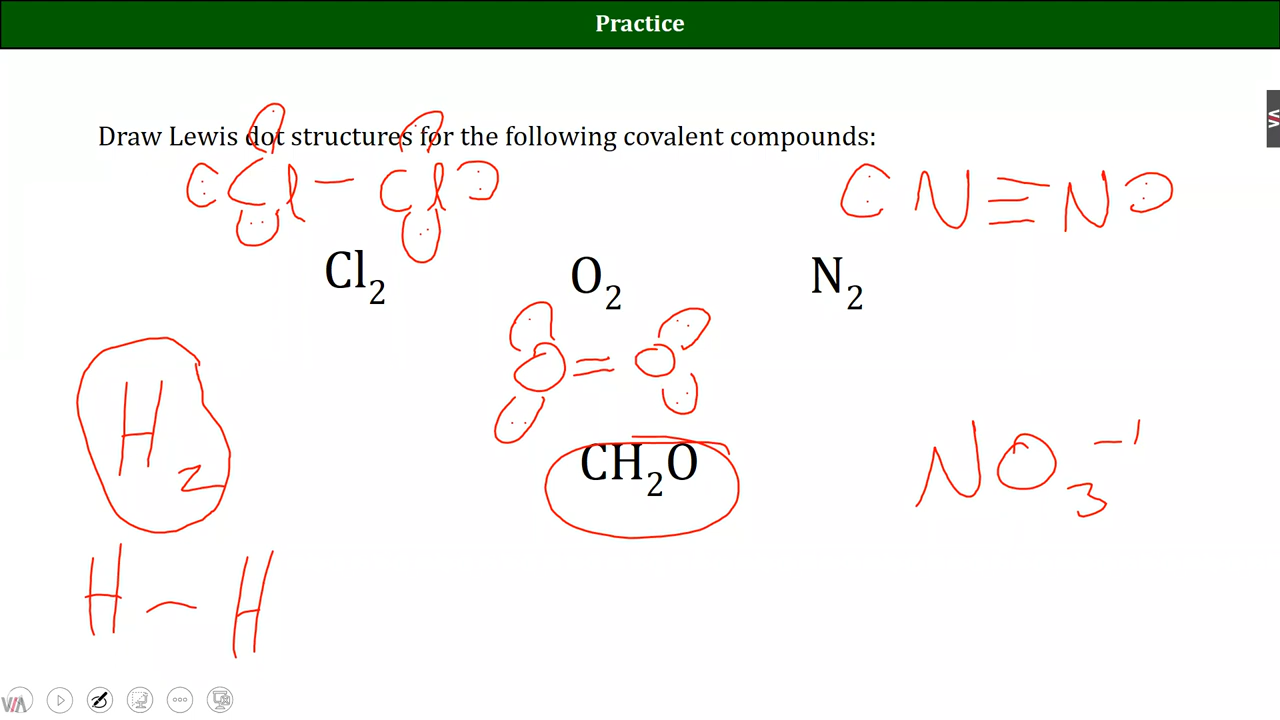 Practice
Draw Lewis dot structures for the following covalent compounds:
Cl – Cl
N ≡ N
Cl₂ O₂ N₂
O = O
H₂
CH₂O
NO₃⁻¹
H – H